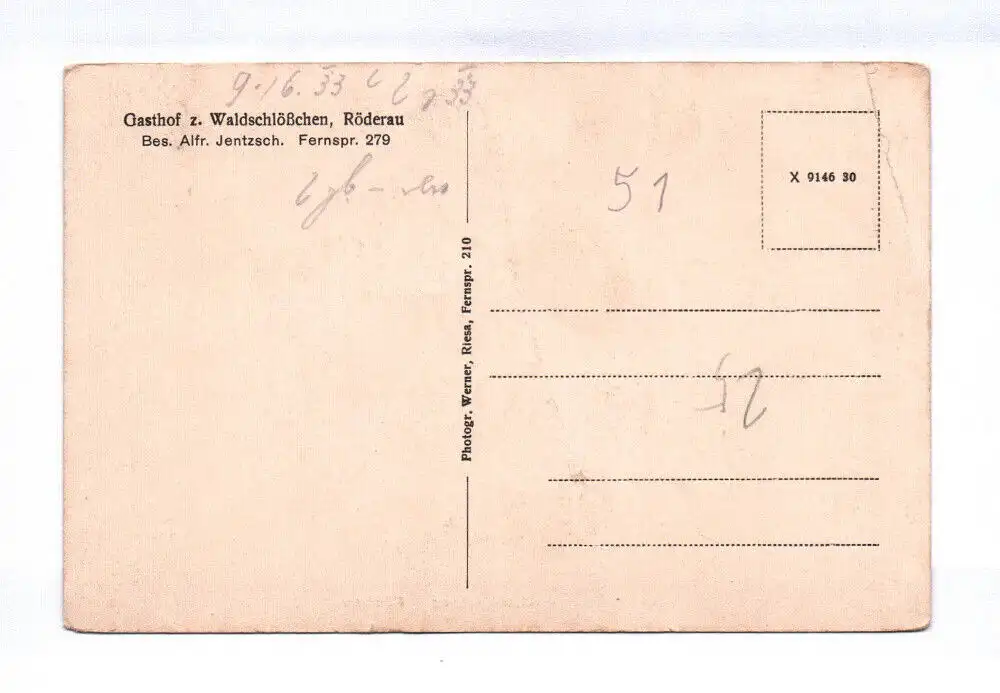 9.16.33
33
Gasthof z. Waldschlößchen, Röderau
Bes. Alfr. Jentzsch. Fernspr. 279
Photogr. Werner, Riesa, Fernspr. 210
51
X 9146 30